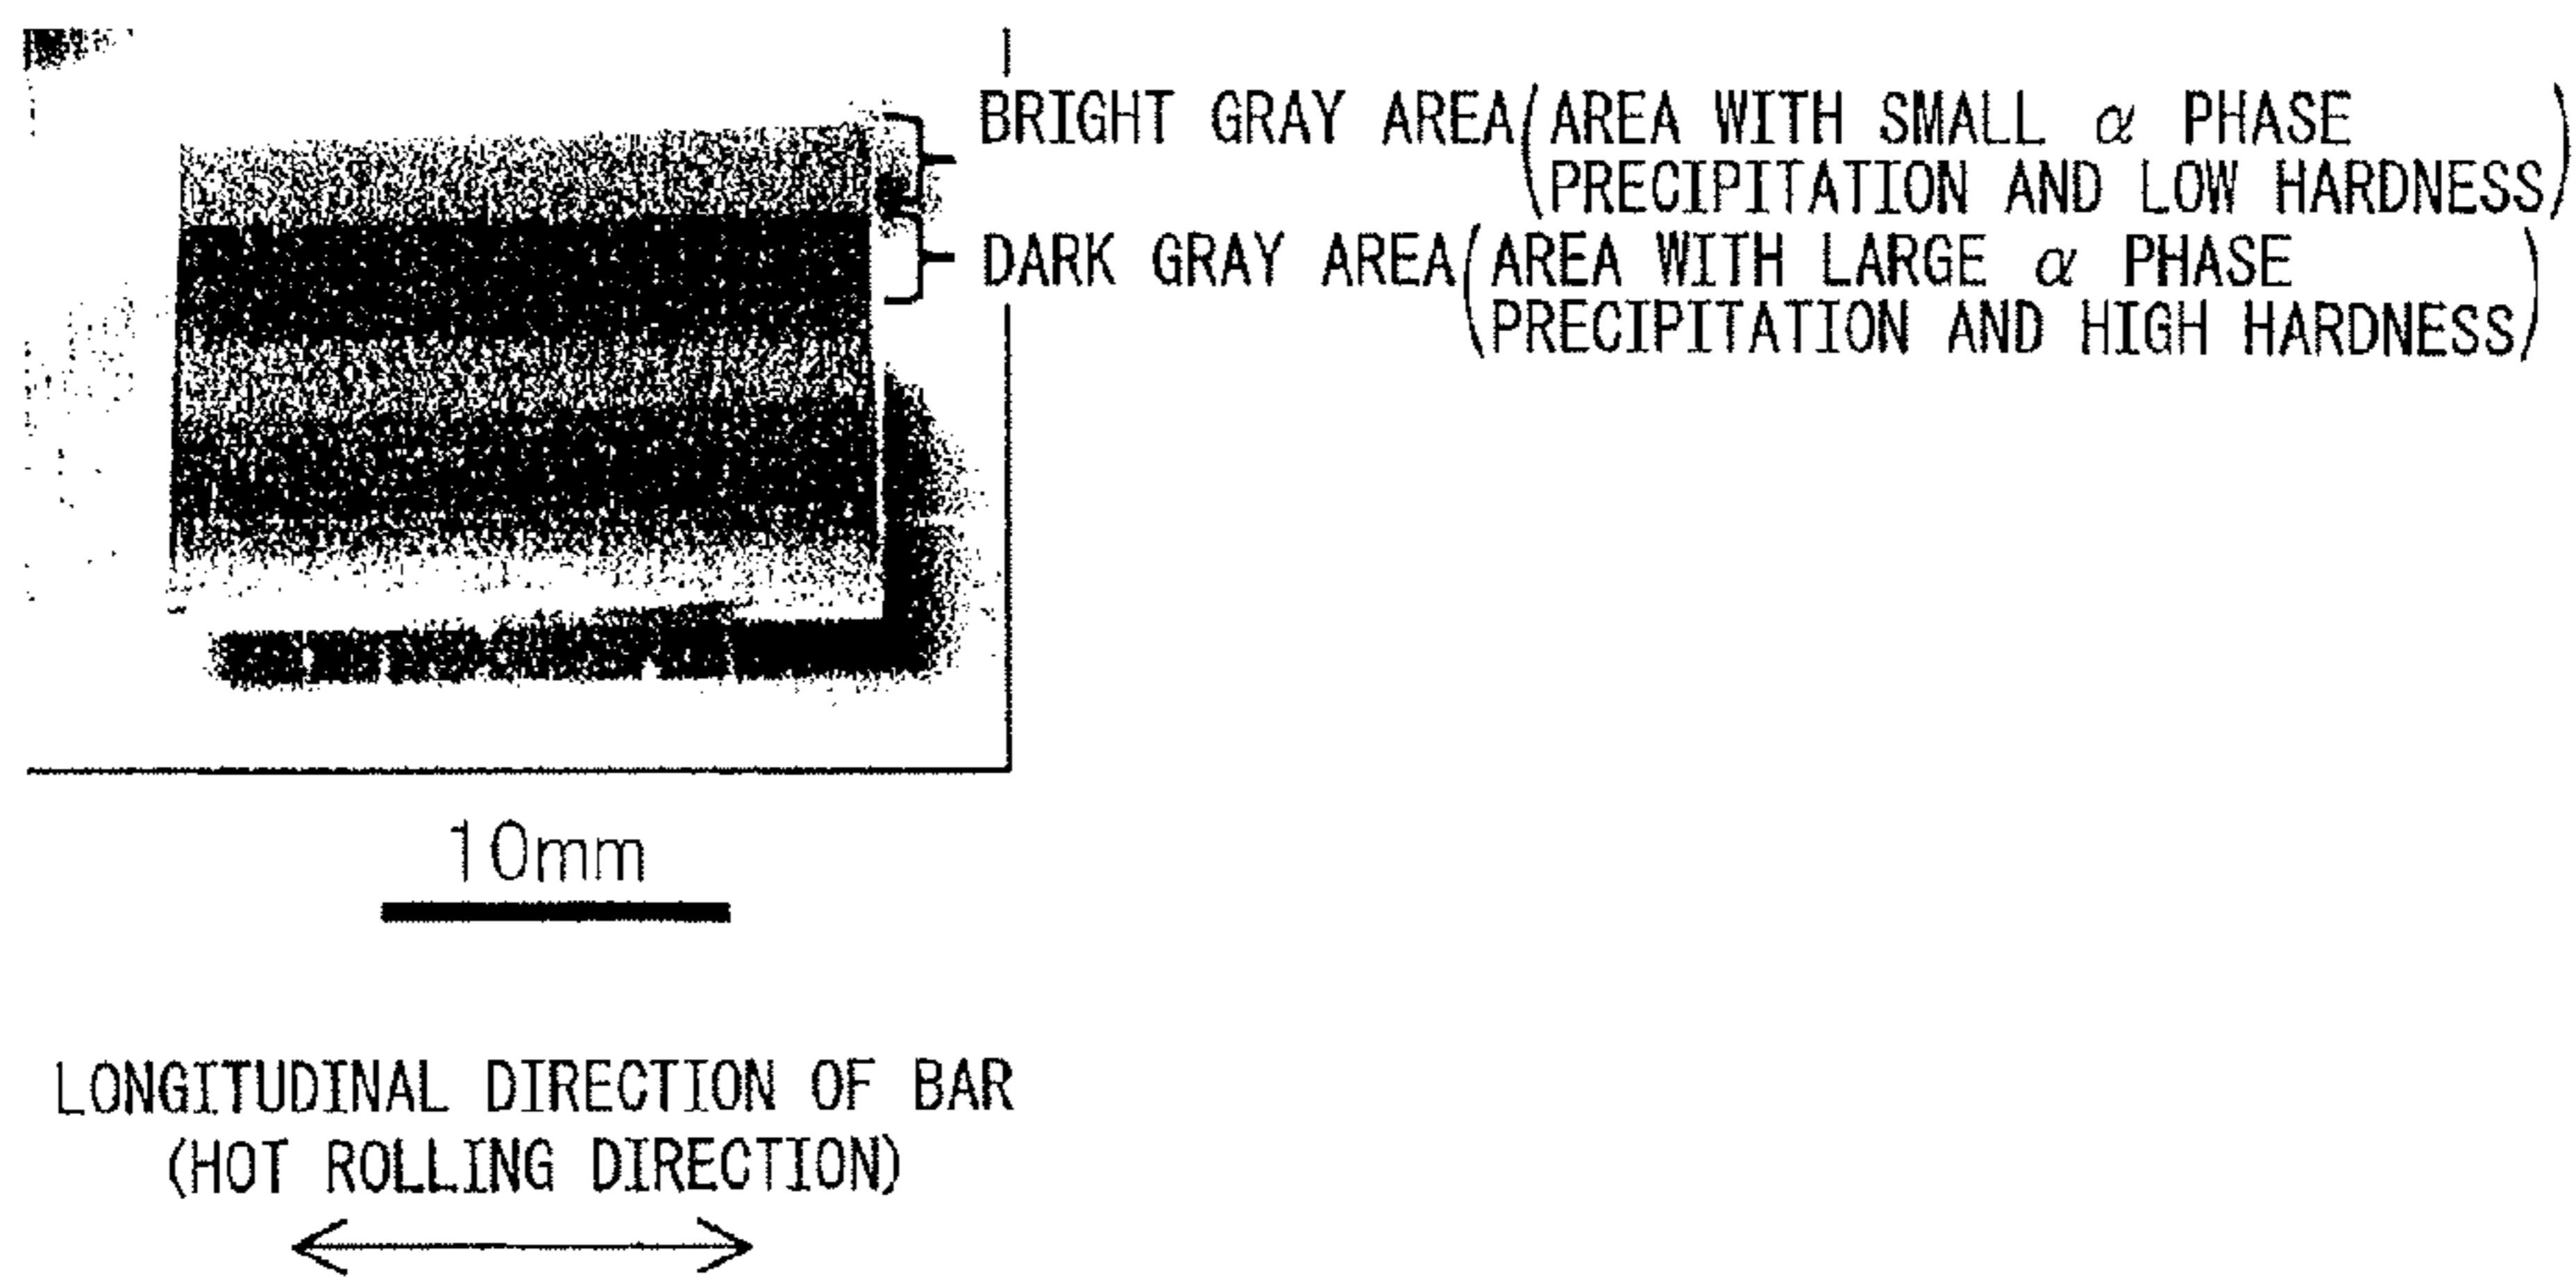 BRIGHT GRAY AREA (AREA WITH SMALL α PHASE
PRECIPITATION AND LOW HARDNESS)
DARK GRAY AREA (AREA WITH LARGE α PHASE
PRECIPITATION AND HIGH HARDNESS)
10mm
LONGITUDINAL DIRECTION OF BAR
(HOT ROLLING DIRECTION)